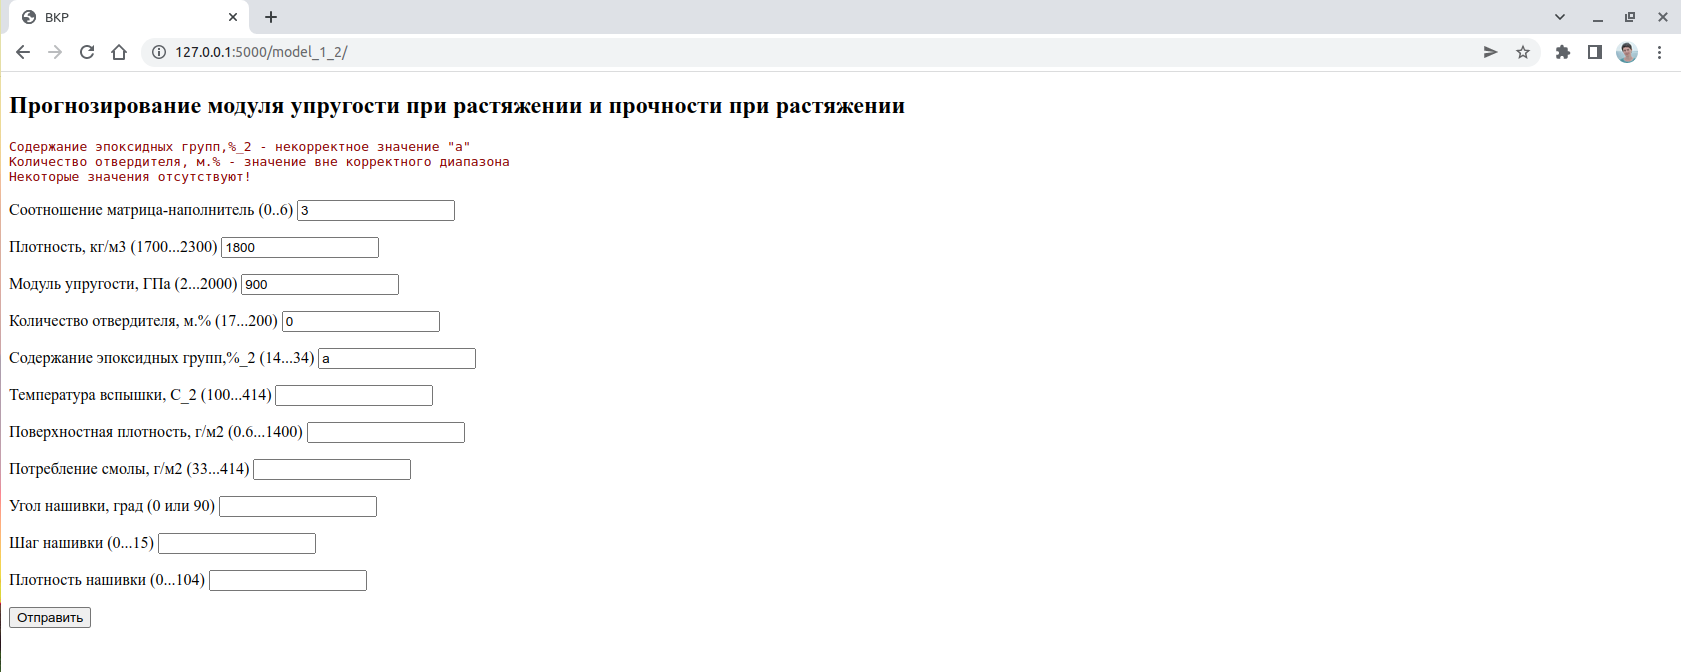 ВКР
127.0.0.1:5000/model_1_2/
Прогнозирование модуля упругости при растяжении и прочности при растяжении
Содержание эпоксидных групп,%_2 - некорректное значение "а"
Количество отвердителя, м.% - значение вне корректного диапазона
Некоторые значения отсутствуют!
Соотношение матрица-наполнитель (0..6) 3
Плотность, кг/м3 (1700...2300) 1800
Модуль упругости, ГПа (2...2000) 900
Количество отвердителя, м.% (17...200) 0
Содержание эпоксидных групп,%_2 (14...34) а
Температура вспышки, С_2 (100...414)
Поверхностная плотность, г/м2 (0.6...1400)
Потребление смолы, г/м2 (33...414)
Угол нашивки, град (0 или 90)
Шаг нашивки (0...15)
Плотность нашивки (0...104)
Отправить